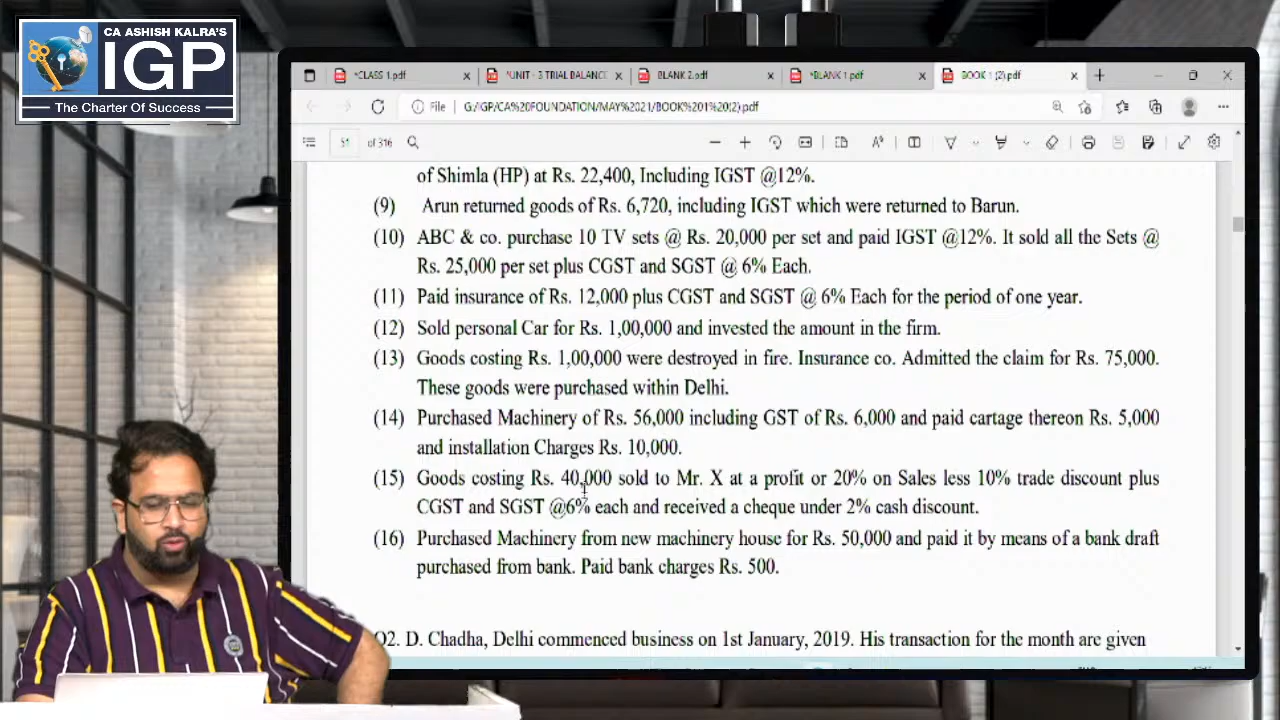 CA ASHISH KALRA'S
IGP
The Charter Of Success
*CLASS 1.pdf
*UNIT - 3 TRIAL BALANCE
BLANK 2.pdf
*BLANK 1.pdf
BOOK 1 (2).pdf
File
G:/IGP/CA%20FOUNDATION/MAY%2021/BOOK%201%20(2).pdf
51 of 316
of Shimla (HP) at Rs. 22,400, Including IGST @12%.
(9) Arun returned goods of Rs. 6,720, including IGST which were returned to Barun.
(10) ABC & co. purchase 10 TV sets @ Rs. 20,000 per set and paid IGST @12%. It sold all the Sets @
Rs. 25,000 per set plus CGST and SGST @ 6% Each.
(11) Paid insurance of Rs. 12,000 plus CGST and SGST @ 6% Each for the period of one year.
(12) Sold personal Car for Rs. 1,00,000 and invested the amount in the firm.
(13) Goods costing Rs. 1,00,000 were destroyed in fire. Insurance co. Admitted the claim for Rs. 75,000.
These goods were purchased within Delhi.
(14) Purchased Machinery of Rs. 56,000 including GST of Rs. 6,000 and paid cartage thereon Rs. 5,000
and installation Charges Rs. 10,000.
(15) Goods costing Rs. 40,000 sold to Mr. X at a profit or 20% on Sales less 10% trade discount plus
CGST and SGST @6% each and received a cheque under 2% cash discount.
(16) Purchased Machinery from new machinery house for Rs. 50,000 and paid it by means of a bank draft
purchased from bank. Paid bank charges Rs. 500.
Q2. D. Chadha, Delhi commenced business on 1st January, 2019. His transaction for the month are given